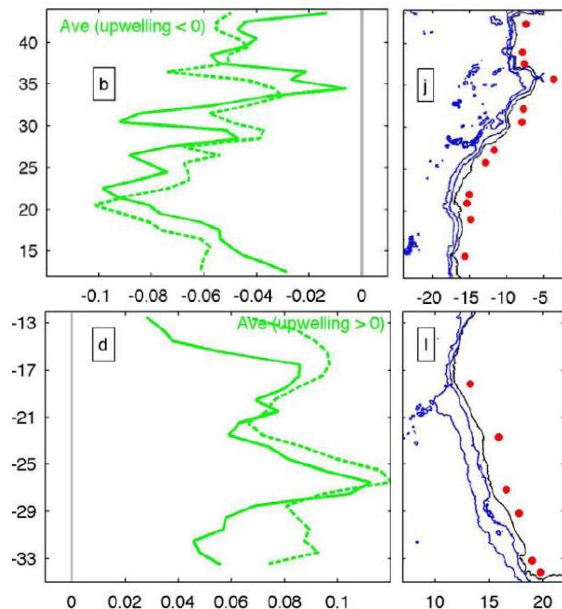 Ave (upwelling < 0)
b
40
35
30
25
20
15
-0.1 -0.08 -0.06 -0.04 -0.02 0
j
-20 -15 -10 -5
Ave (upwelling > 0)
d
-13
-17
-21
-25
-29
-33
0 0.02 0.04 0.06 0.08 0.1
l
10 15 20